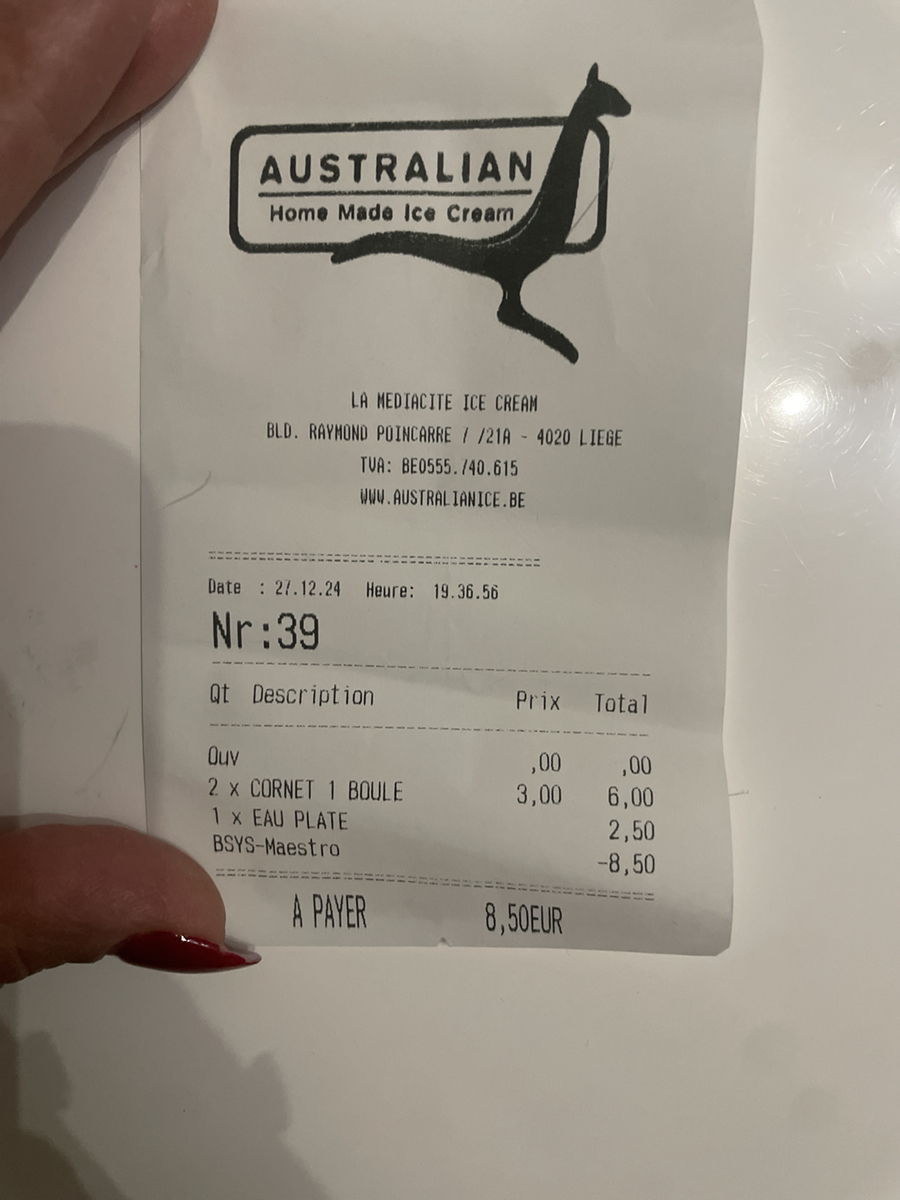 AUSTRALIAN
Home Made Ice Cream
LA MEDIACITE ICE CREAM
BLD. RAYMOND POINCARRE / /21A - 4020 LIEGE
TVA: BE0555./40.615
WWW.AUSTRALIANICE.BE
Date : 27.12.24 Heure: 19.36.56
Nr:39
Qt Description Prix Total
Ouv ,00 ,00
2 x CORNET 1 BOULE 3,00 6,00
1 x EAU PLATE 2,50
BSYS-Maestro -8,50
A PAYER 8,50EUR